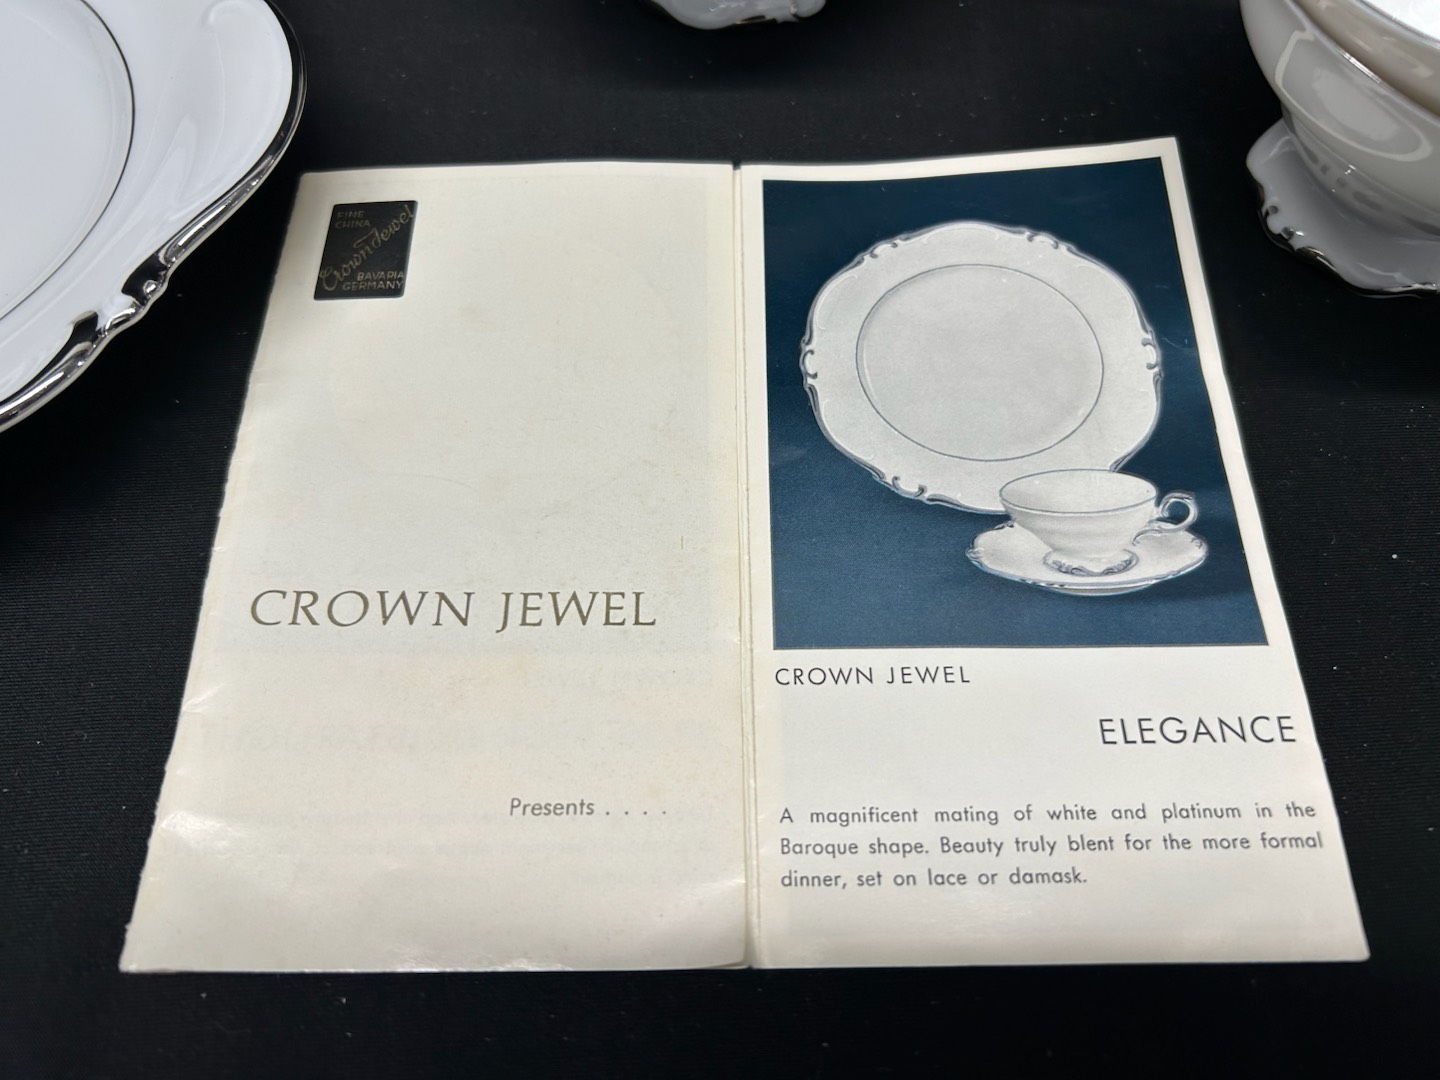 FINE
CHINA
Crown Jewel
BAVARIA
GERMANY
CROWN JEWEL
Presents . . . .
CROWN JEWEL
ELEGANCE
A magnificent mating of white and platinum in the
Baroque shape. Beauty truly blent for the more formal
dinner, set on lace or damask.